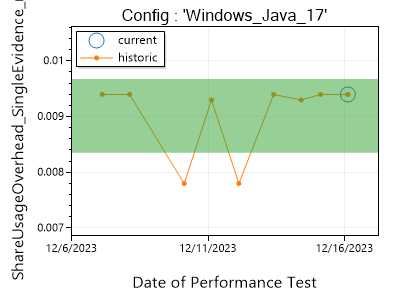 Config : 'Windows_Java_17'
current
historic
0.01
0.009
0.008
0.007
ShareUsageOverhead_SingleEvidence_
12/6/2023
12/11/2023
12/16/2023
Date of Performance Test